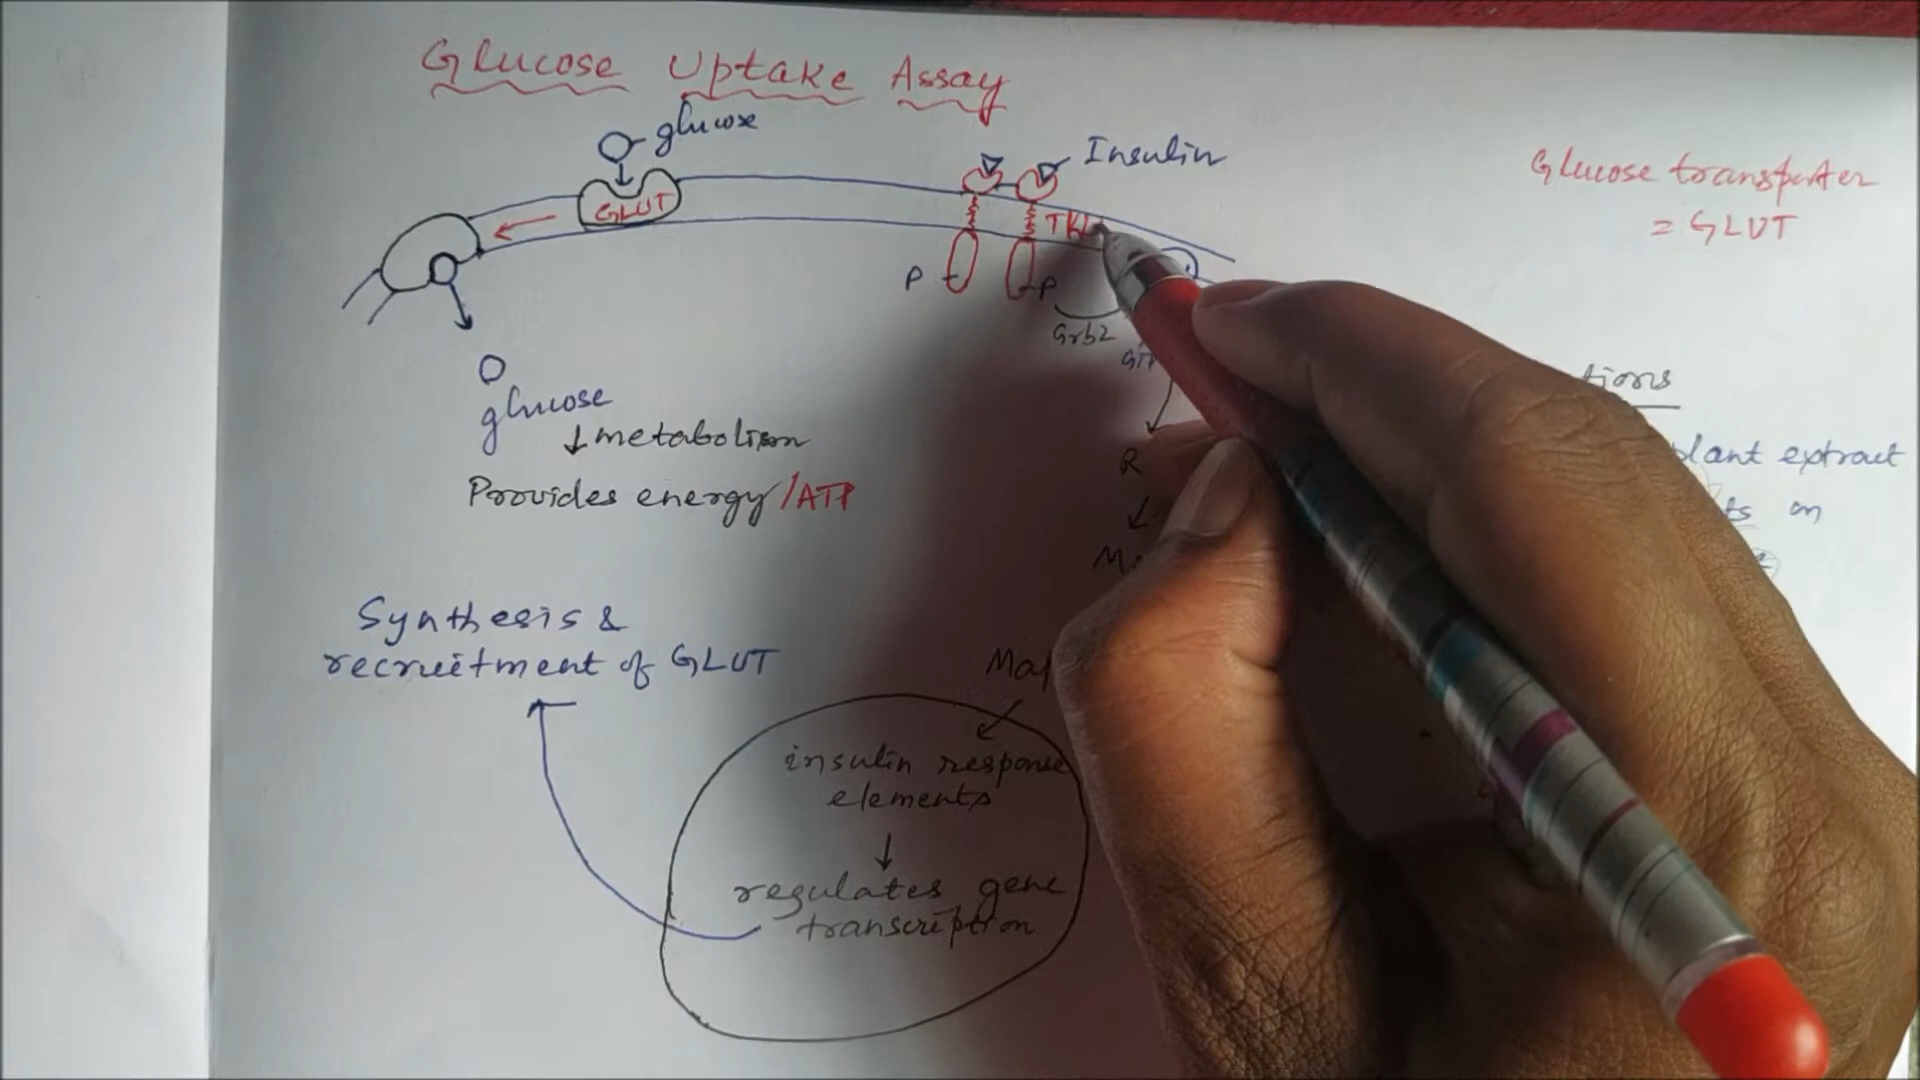 Glucose Uptake Assay
glucose
Insulin
Glucose transporter
= GLUT
GLUT
P
P
Grb2
glucose
↓ metabolism
Provides energy/ATP
R
plant extract
on
Synthesis &
recruitment of GLUT
insulin response
elements
↓
regulates gene
transcription